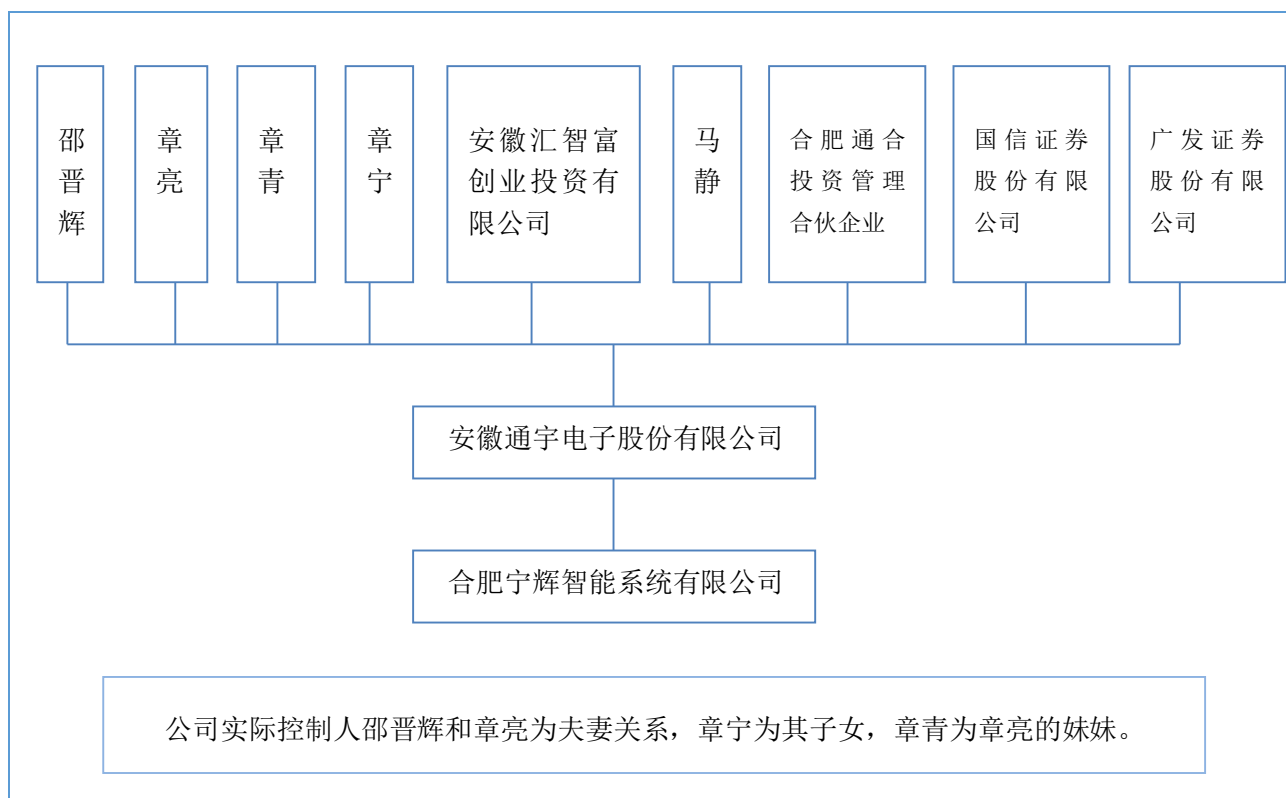 邵
晋
辉
章
亮
章
青
章
宁
安徽汇智富
创业投资有
限公司
马
静
合肥通合
投资管理
合伙企业
国信证券
股份有限
公司
广发证券
股份有限
公司
安徽通宇电子股份有限公司
合肥宁辉智能系统有限公司
公司实际控制人邵晋辉和章亮为夫妻关系，章宁为其子女，章青为章亮的妹妹。